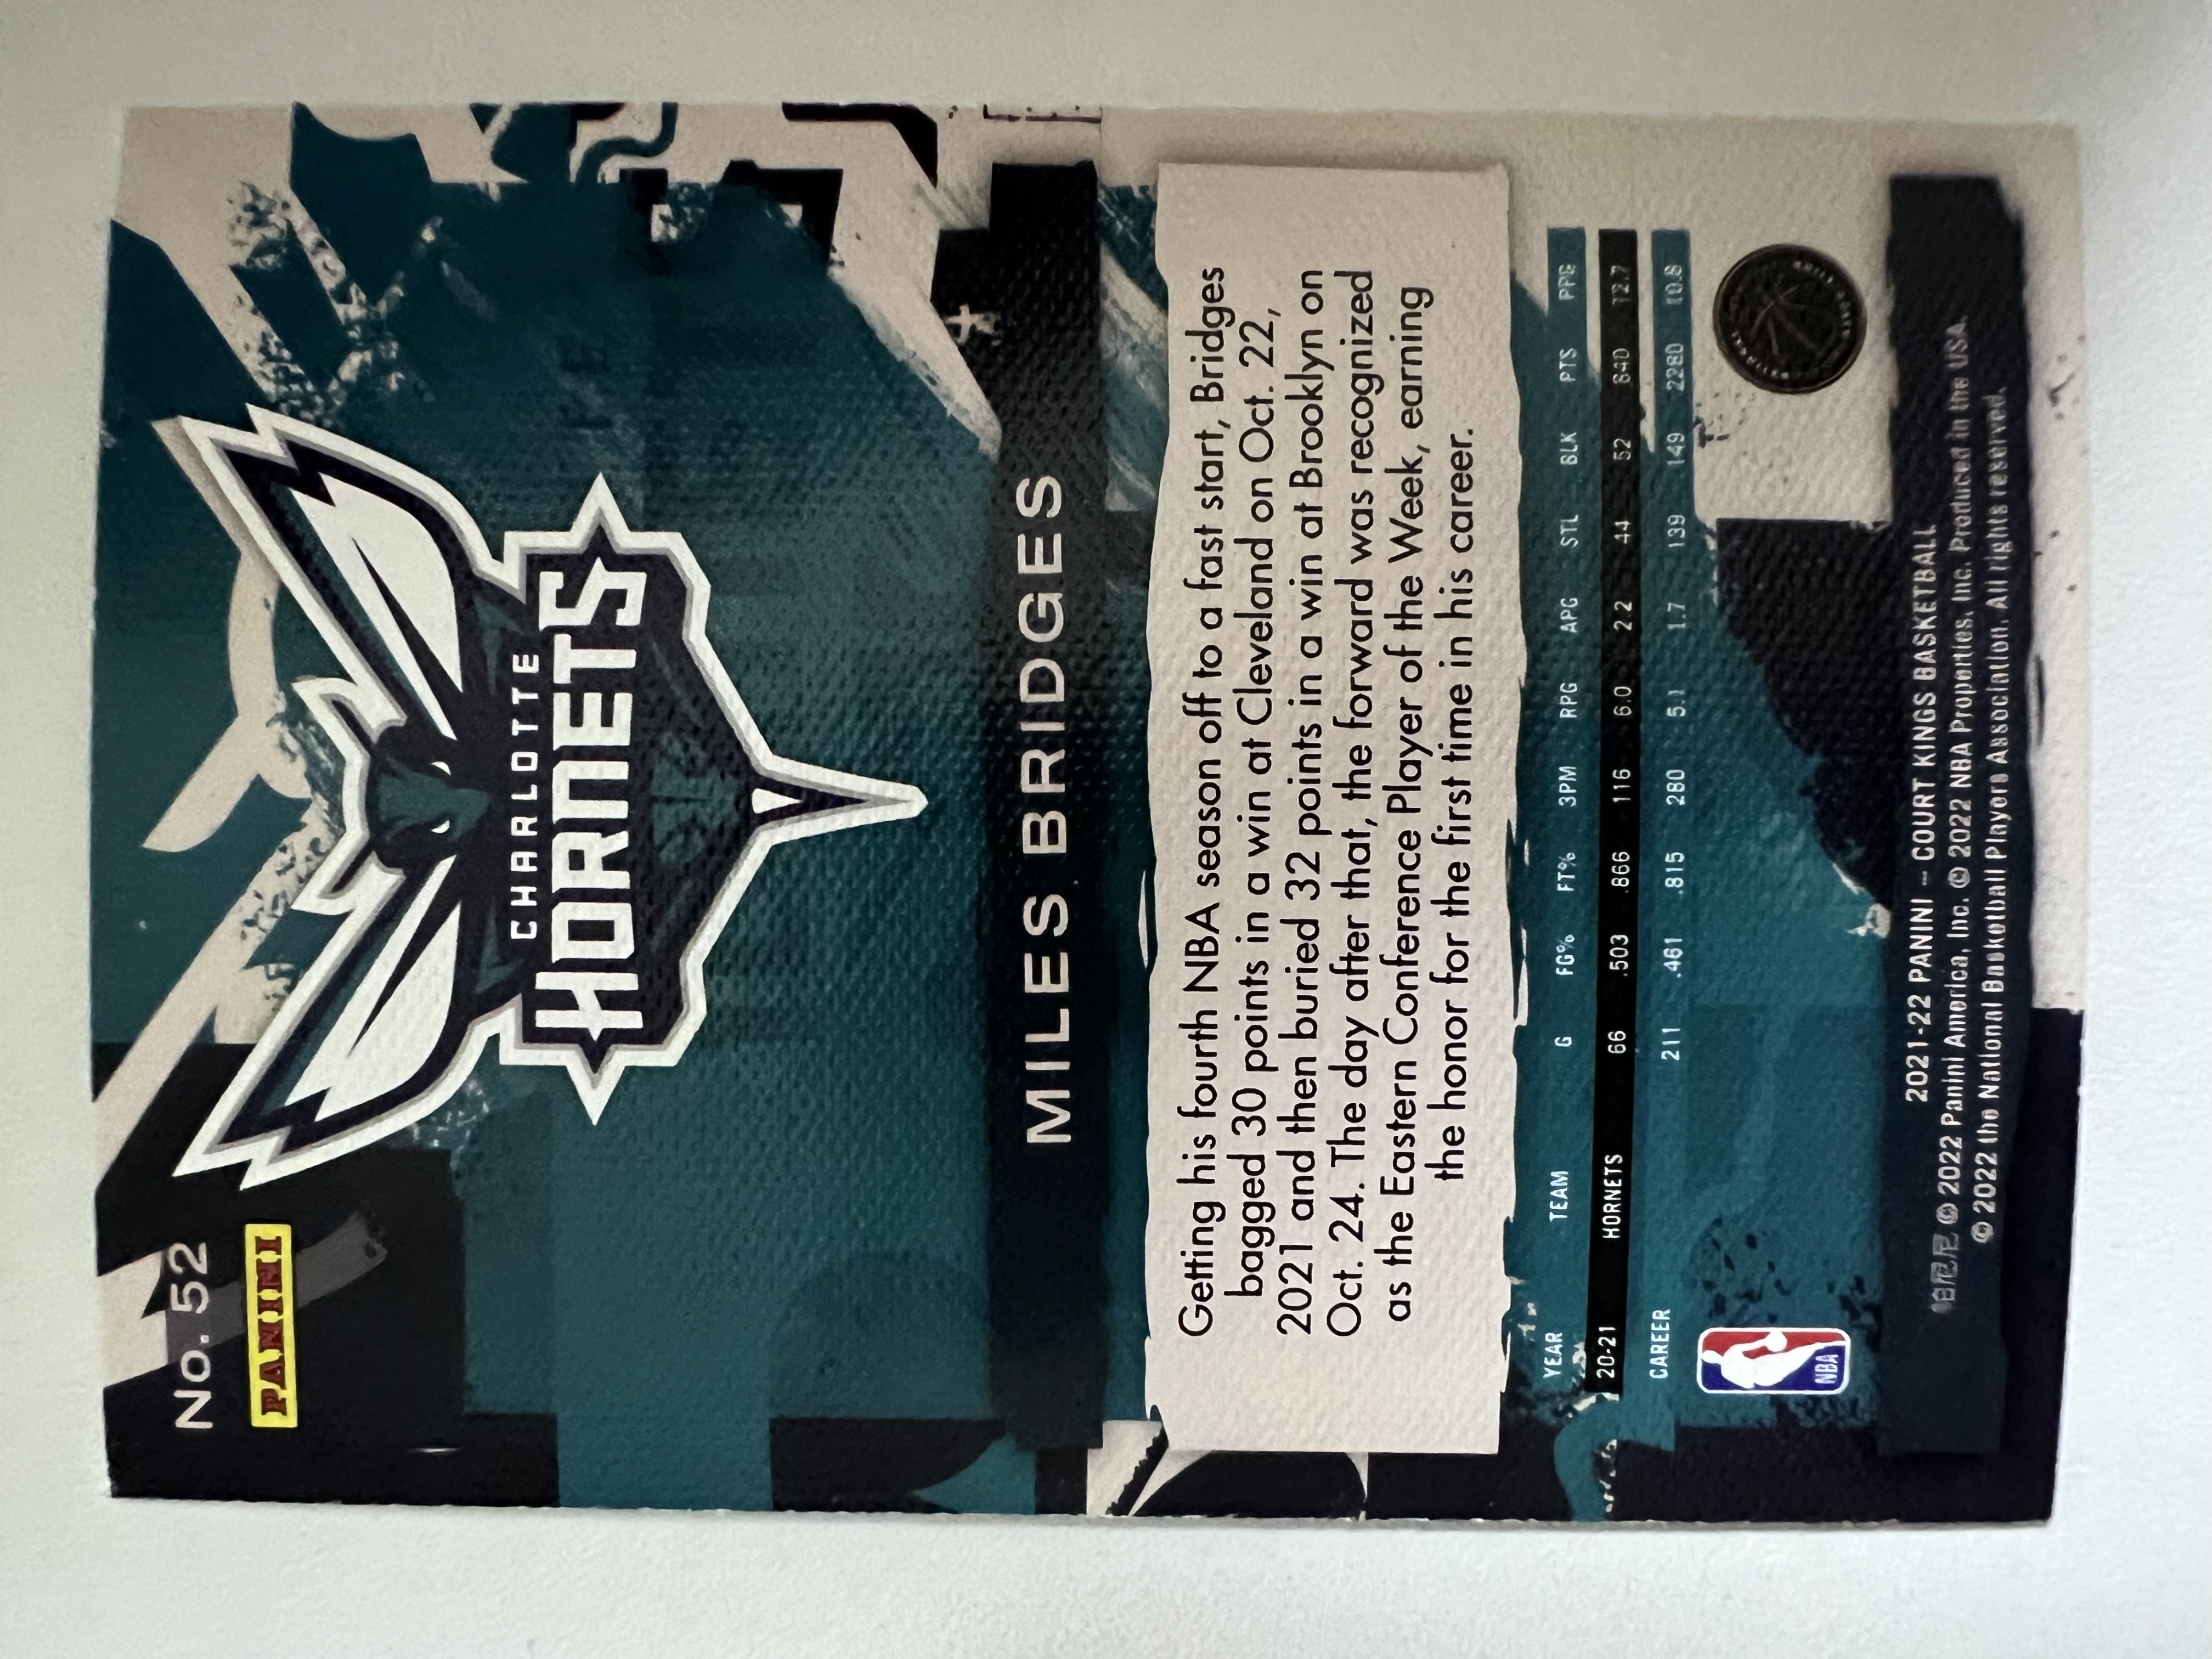 No. 52
PANINI
CHARLOTTE
HORNETS
MILES BRIDGES
Getting his fourth NBA season off to a fast start, Bridges
bagged 30 points in a win at Cleveland on Oct. 22,
2021 and then buried 32 points in a win at Brooklyn on
Oct. 24. The day after that, the forward was recognized
as the Eastern Conference Player of the Week, earning
the honor for the first time in his career.
YEAR TEAM G FG% FT% 3PM RPG APG STL BLK PTS PPG
20-21 HORNETS 66 .503 .866 116 6.0 2.2 44 52 840 12.7
CAREER 211 .461 .815 280 5.1 1.7 139 149 2280 10.8
NBA
2021-22 PANINI – COURT KINGS BASKETBALL
帕尼尼 © 2022 Panini America, Inc. © 2022 NBA Properties, Inc. Produced in the USA.
© 2022 the National Basketball Players Association. All rights reserved.